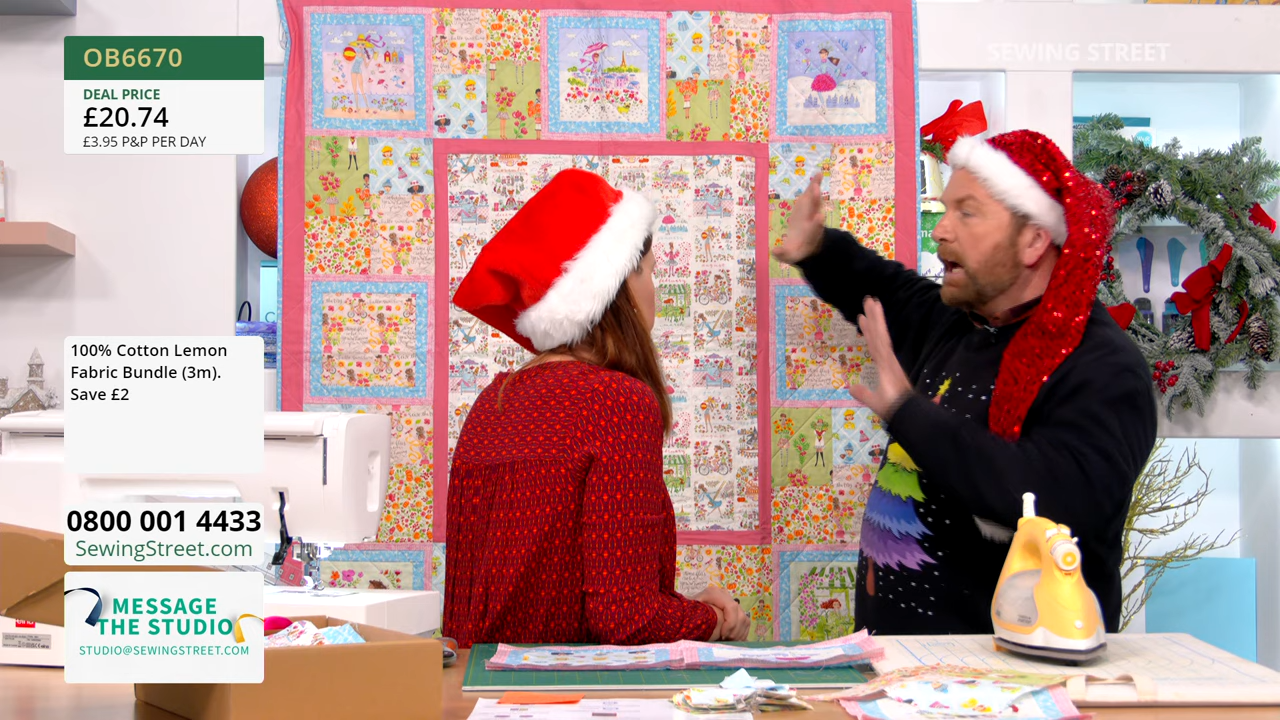 OB6670
DEAL PRICE
£20.74
£3.95 P&P PER DAY
SEWING STREET
100% Cotton Lemon
Fabric Bundle (3m).
Save £2
0800 001 4433
SewingStreet.com
MESSAGE
THE STUDIO
STUDIO@SEWINGSTREET.COM